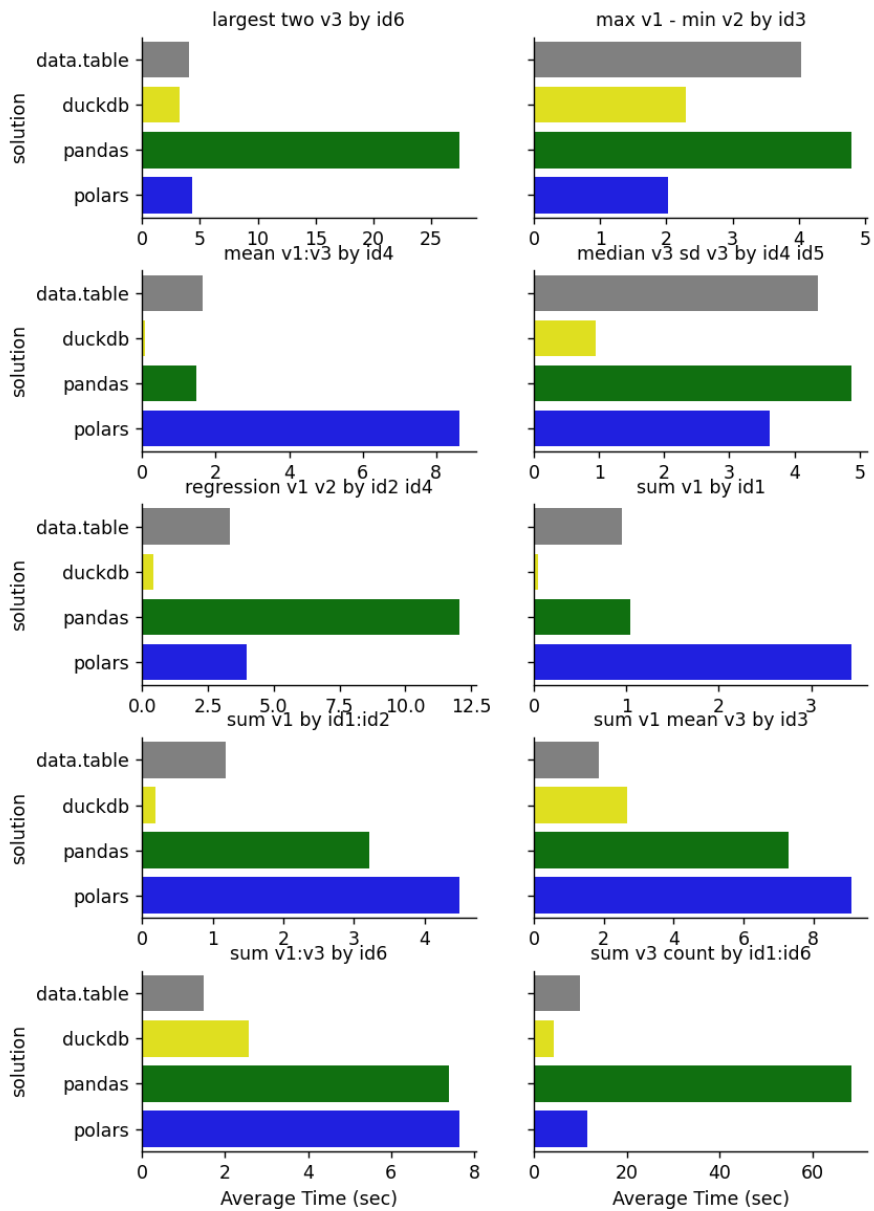 largest two v3 by id6
max v1 - min v2 by id3
solution
data.table
duckdb
pandas
polars
0 5 10 15 20 25
0 1 2 3 4 5
mean v1:v3 by id4
median v3 sd v3 by id4 id5
solution
data.table
duckdb
pandas
polars
0 2 4 6 8
0 1 2 3 4 5
regression v1 v2 by id2 id4
sum v1 by id1
solution
data.table
duckdb
pandas
polars
0.0 2.5 5.0 7.5 10.0 12.5
0 1 2 3
sum v1 by id1:id2
sum v1 mean v3 by id3
solution
data.table
duckdb
pandas
polars
0 1 2 3 4
0 2 4 6 8
sum v1:v3 by id6
sum v3 count by id1:id6
solution
data.table
duckdb
pandas
polars
0 2 4 6 8
0 20 40 60
Average Time (sec)
Average Time (sec)